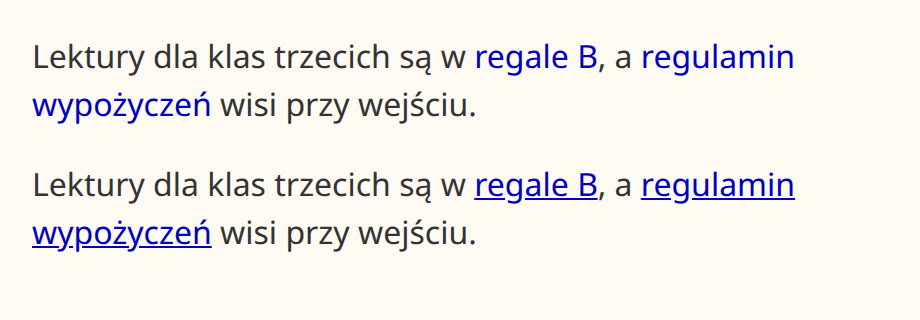 Lektury dla klas trzecich są w regale B, a regulamin
wypożyczeń wisi przy wejściu.
Lektury dla klas trzecich są w regale B, a regulamin
wypożyczeń wisi przy wejściu.